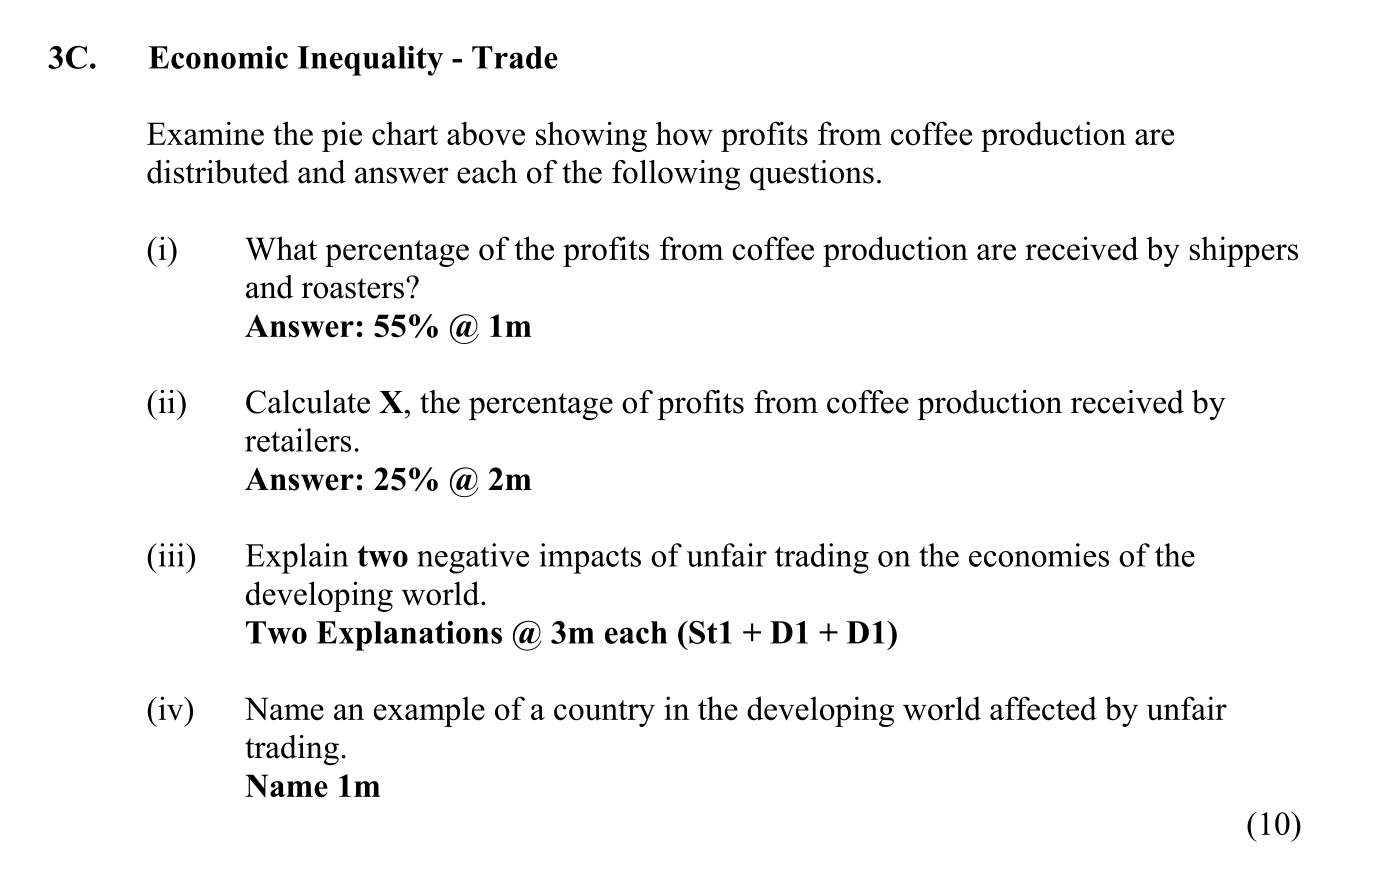 3C. Economic Inequality - Trade
Examine the pie chart above showing how profits from coffee production are
distributed and answer each of the following questions.
(i) What percentage of the profits from coffee production are received by shippers
and roasters?
Answer: 55% @ 1m
(ii) Calculate X, the percentage of profits from coffee production received by
retailers.
Answer: 25% @ 2m
(iii) Explain two negative impacts of unfair trading on the economies of the
developing world.
Two Explanations @ 3m each (St1 + D1 + D1)
(iv) Name an example of a country in the developing world affected by unfair
trading.
Name 1m
(10)